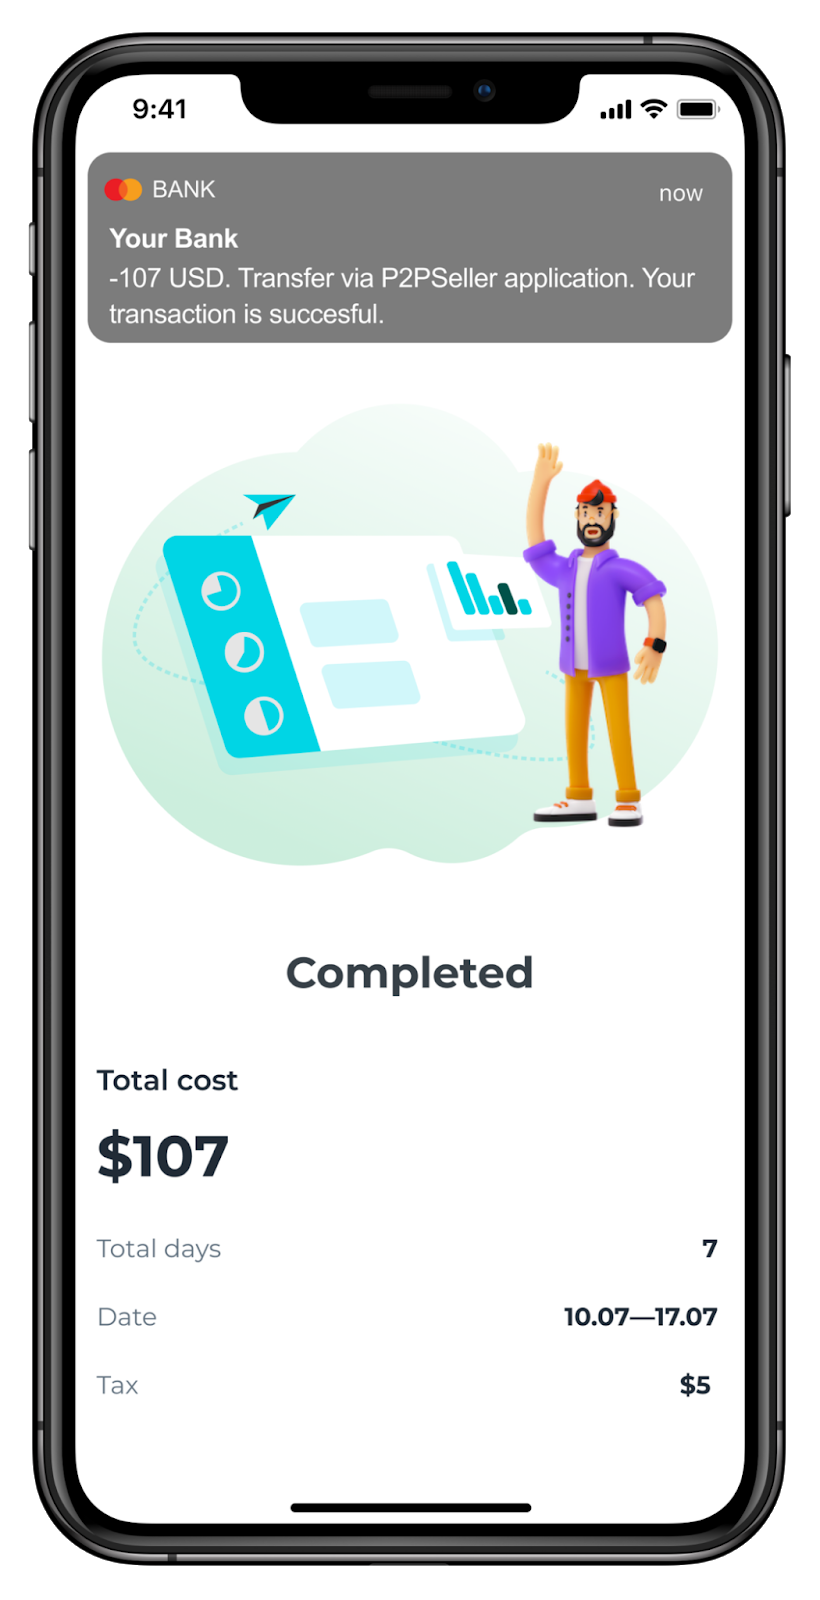 9:41
BANK
now
Your Bank
-107 USD. Transfer via P2PSeller application. Your
transaction is succesful.
Completed
Total cost
$107
Total days 7
Date 10.07—17.07
Tax $5